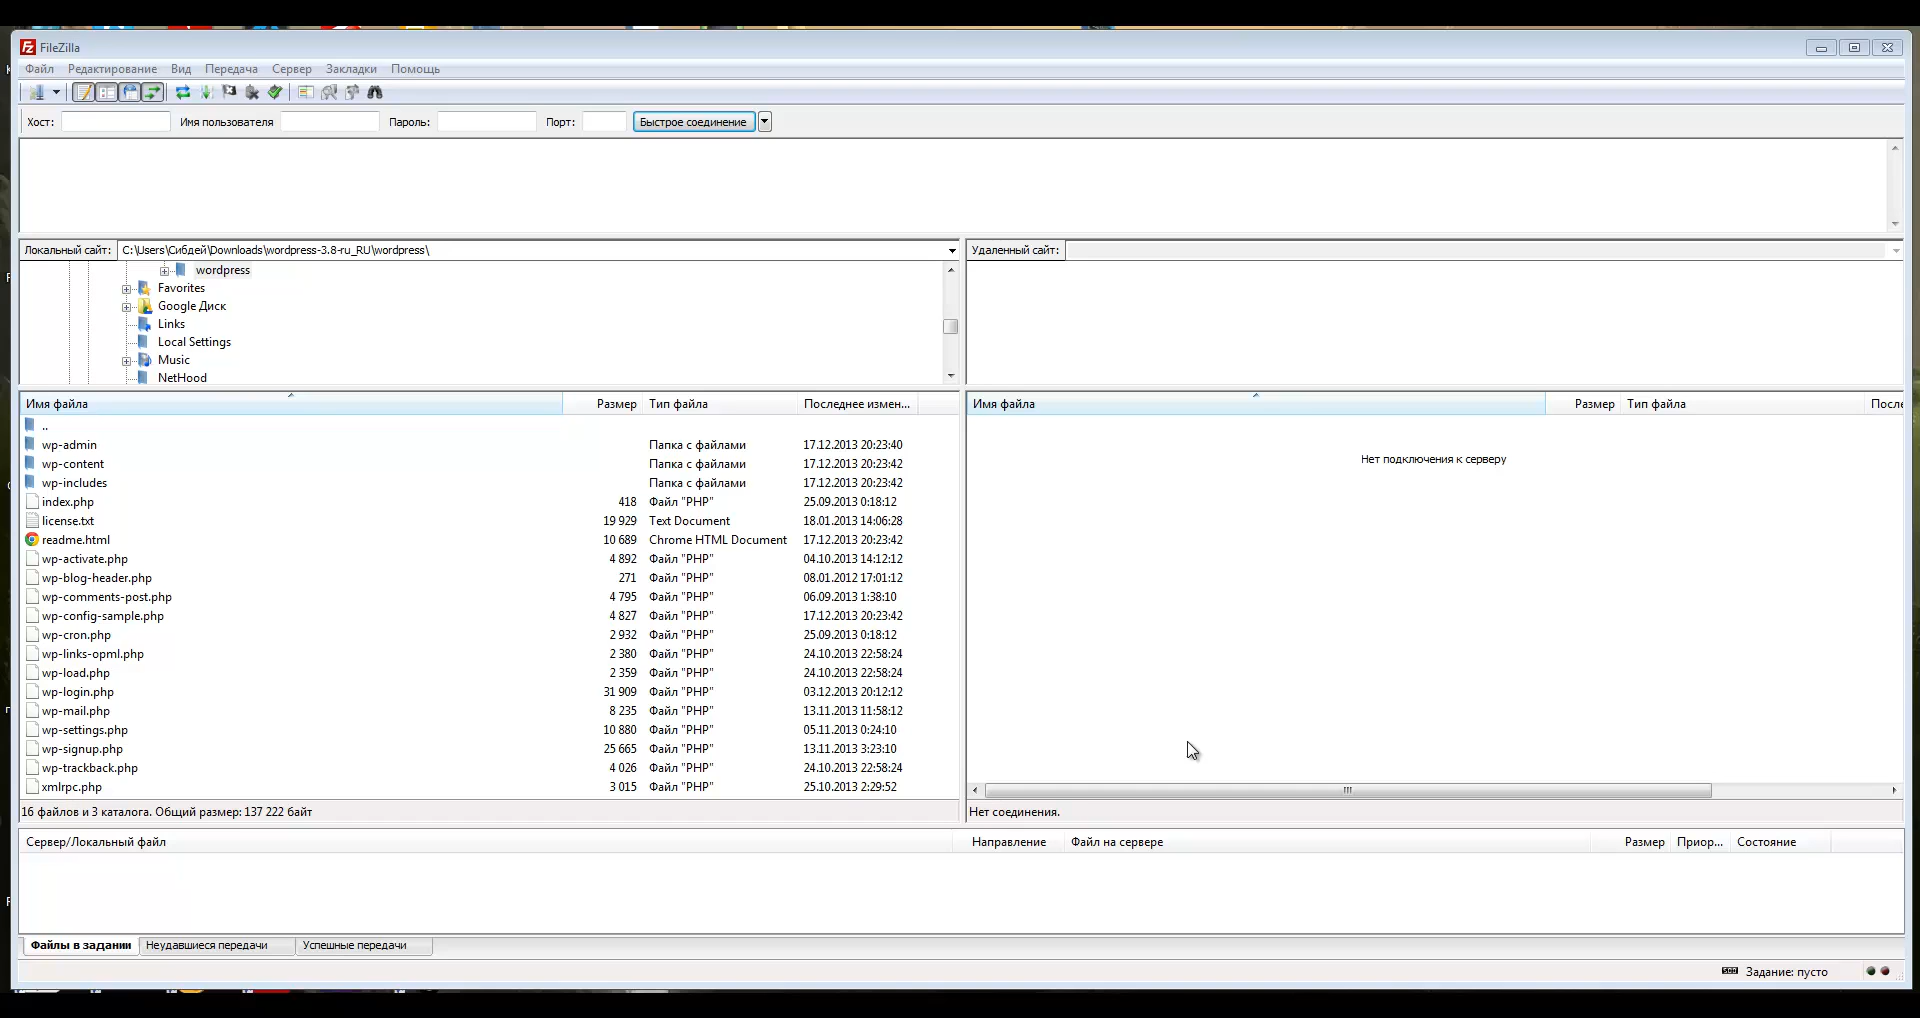 FileZilla
Файл Редактирование Вид Передача Сервер Закладки Помощь
Хост: Имя пользователя Пароль: Порт: Быстрое соединение
Локальный сайт: C:\Users\Сибдей\Downloads\wordpress-3.8-ru_RU\wordpress\
Удаленный сайт:
wordpress
Favorites
Google Диск
Links
Local Settings
Music
NetHood
Имя файла Размер Тип файла Последнее измен...
..
wp-admin Папка с файлами 17.12.2013 20:23:40
wp-content Папка с файлами 17.12.2013 20:23:42
wp-includes Папка с файлами 17.12.2013 20:23:42
index.php 418 Файл "PHP" 25.09.2013 0:18:12
license.txt 19 929 Text Document 18.01.2013 14:06:28
readme.html 10 689 Chrome HTML Document 17.12.2013 20:23:42
wp-activate.php 4 892 Файл "PHP" 04.10.2013 14:12:12
wp-blog-header.php 271 Файл "PHP" 08.01.2012 17:01:12
wp-comments-post.php 4 795 Файл "PHP" 06.09.2013 1:38:10
wp-config-sample.php 4 827 Файл "PHP" 17.12.2013 20:23:42
wp-cron.php 2 932 Файл "PHP" 25.09.2013 0:18:12
wp-links-opml.php 2 380 Файл "PHP" 24.10.2013 22:58:24
wp-load.php 2 359 Файл "PHP" 24.10.2013 22:58:24
wp-login.php 31 909 Файл "PHP" 03.12.2013 20:12:12
wp-mail.php 8 235 Файл "PHP" 13.11.2013 11:58:12
wp-settings.php 10 880 Файл "PHP" 05.11.2013 0:24:10
wp-signup.php 25 665 Файл "PHP" 13.11.2013 3:23:10
wp-trackback.php 4 026 Файл "PHP" 24.10.2013 22:58:24
xmlrpc.php 3 015 Файл "PHP" 25.10.2013 2:29:52
16 файлов и 3 каталога. Общий размер: 137 222 байт
Имя файла Размер Тип файла После
Нет подключения к серверу
Нет соединения.
Сервер/Локальный файл Направление Файл на сервере Размер Приор... Состояние
Файлы в задании Неудавшиеся передачи Успешные передачи
Задание: пусто